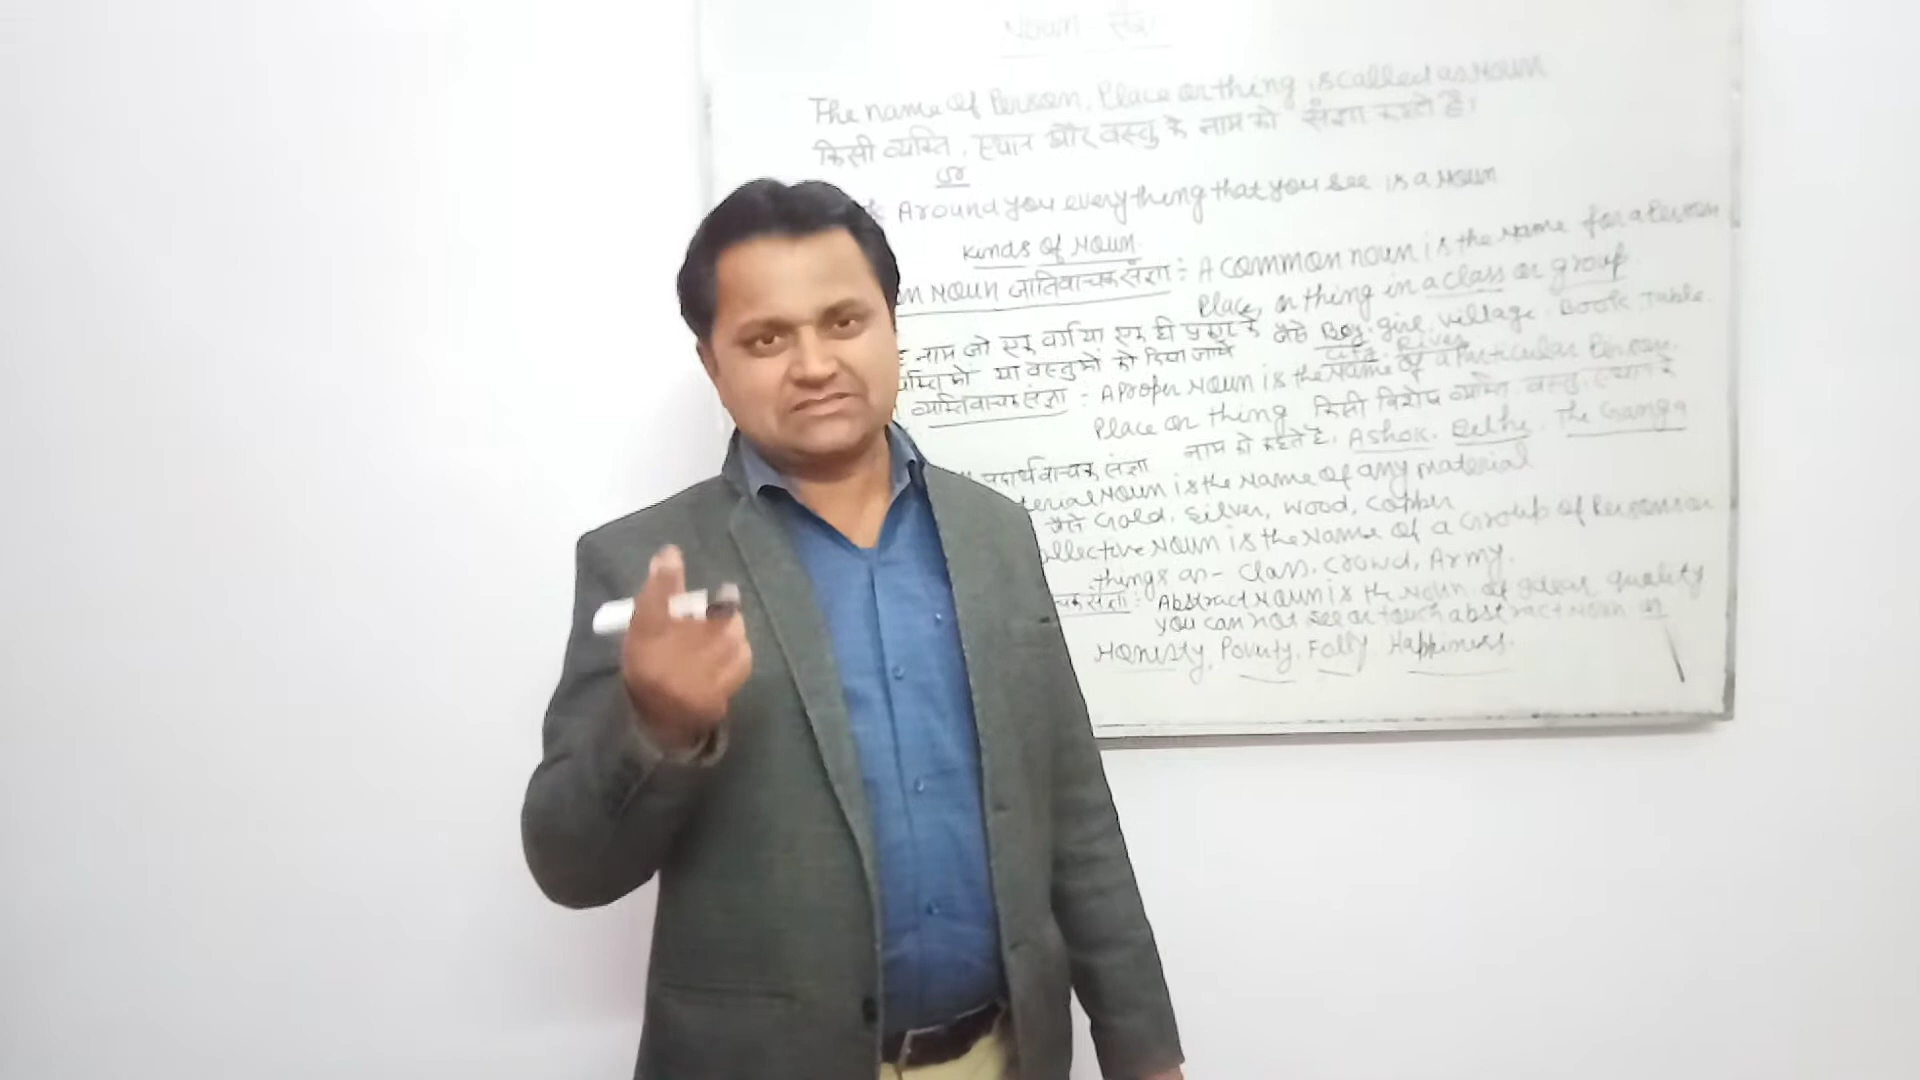 Noun संज्ञा
The name of Person, Place or thing is called as Noun
किसी व्यक्ति, स्थान और वस्तु के नाम को संज्ञा कहते है।
or
Around you everything that you see is a Noun
Kinds of Noun
Noun जातिवाचक संज्ञा : A common noun is the Name for a Person
Place, or thing in a class or group
नाम जो एक वर्ग या एक ही प्रकार के जैसे Boy, girl, village, Book, Table.
या वस्तुओं को दिया जाये City River
व्यक्तिवाचक संज्ञा : A Proper Noun is the Name of a Particular Person.
Place or thing किसी विशेष व्यक्ति, वस्तु, स्थान के
नाम को कहते है, Ashok, Delhi, The Ganga
पदार्थवाचक संज्ञा
Noun is the Name of any material
जैसे Gold, Silver, Wood, Copper
Noun is the Name of a Group of Person or
things as - Class, Crowd, Army.
संज्ञा : Abstract Noun is the Noun of quality
you can not see or touch abstract Noun
Honesty, Poverty, Folly Happiness.